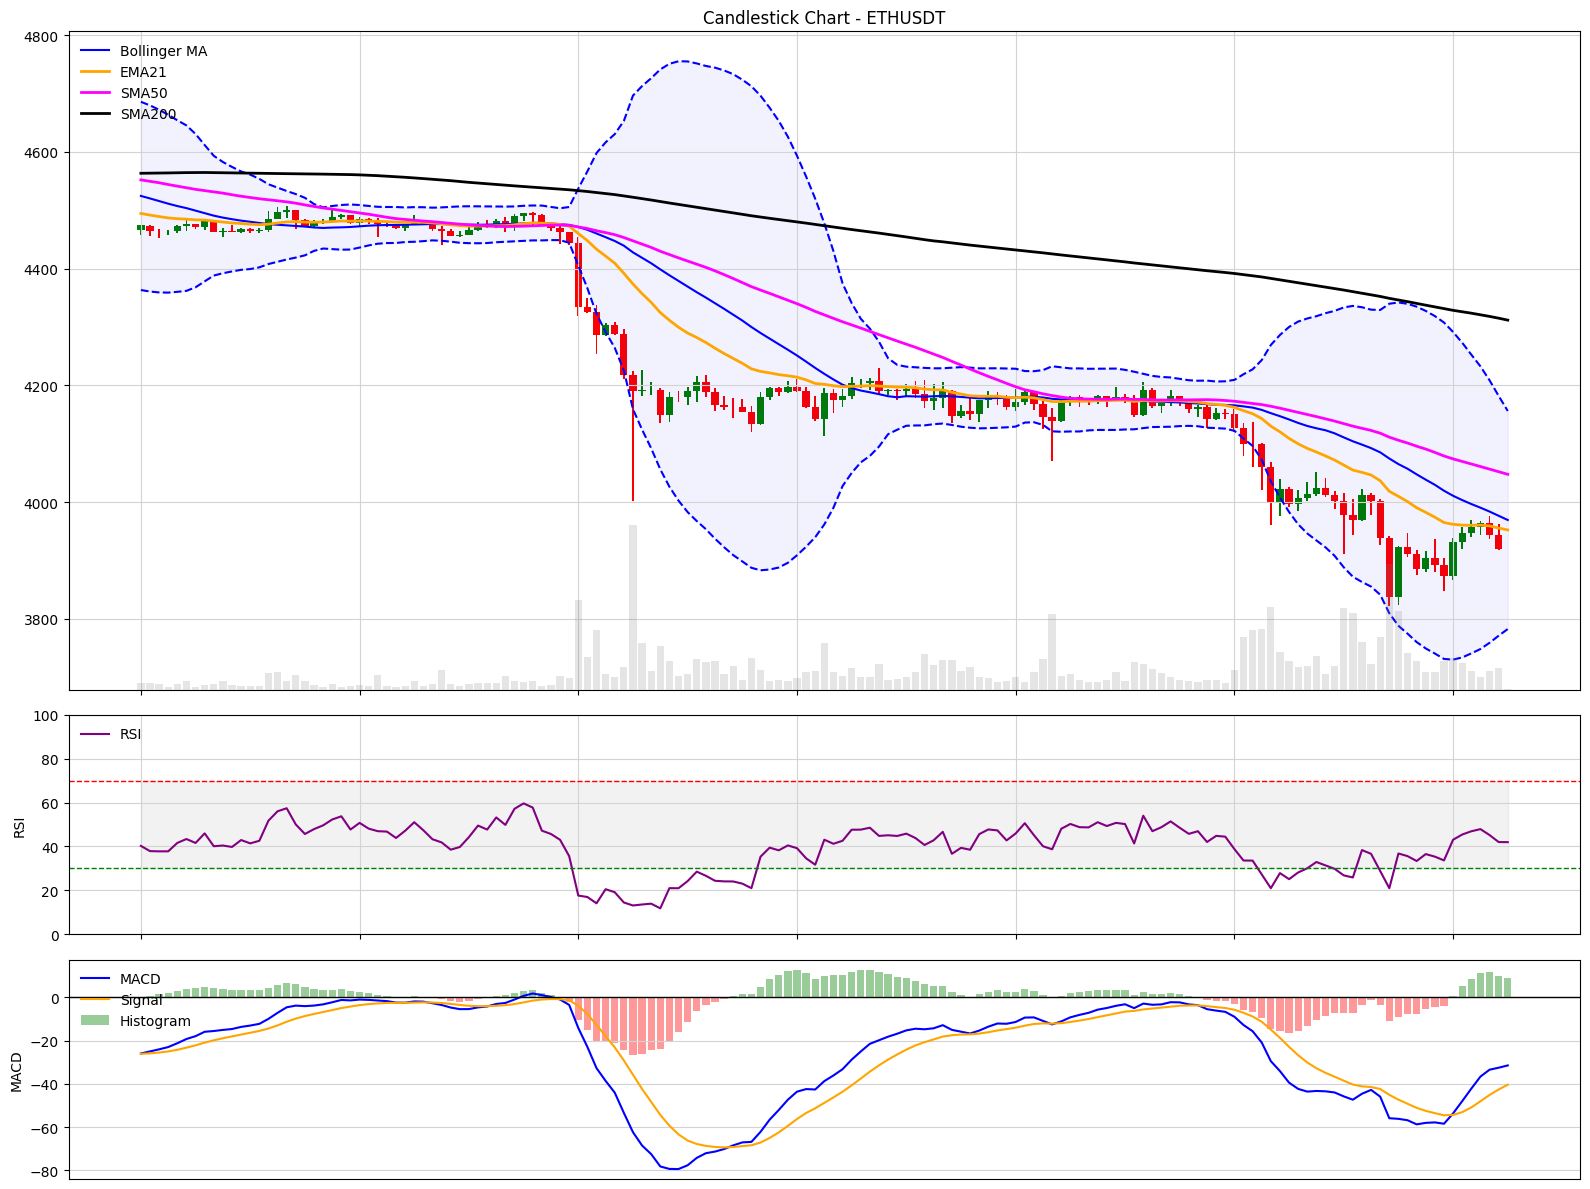 Candlestick Chart - ETHUSDT
4800
Bollinger MA
EMA21
SMA50
SMA200
4600
4400
4200
4000
3800
100
RSI
80
60
RSI
40
20
0
MACD
0
Signal
Histogram
−20
MACD
−40
−60
−80